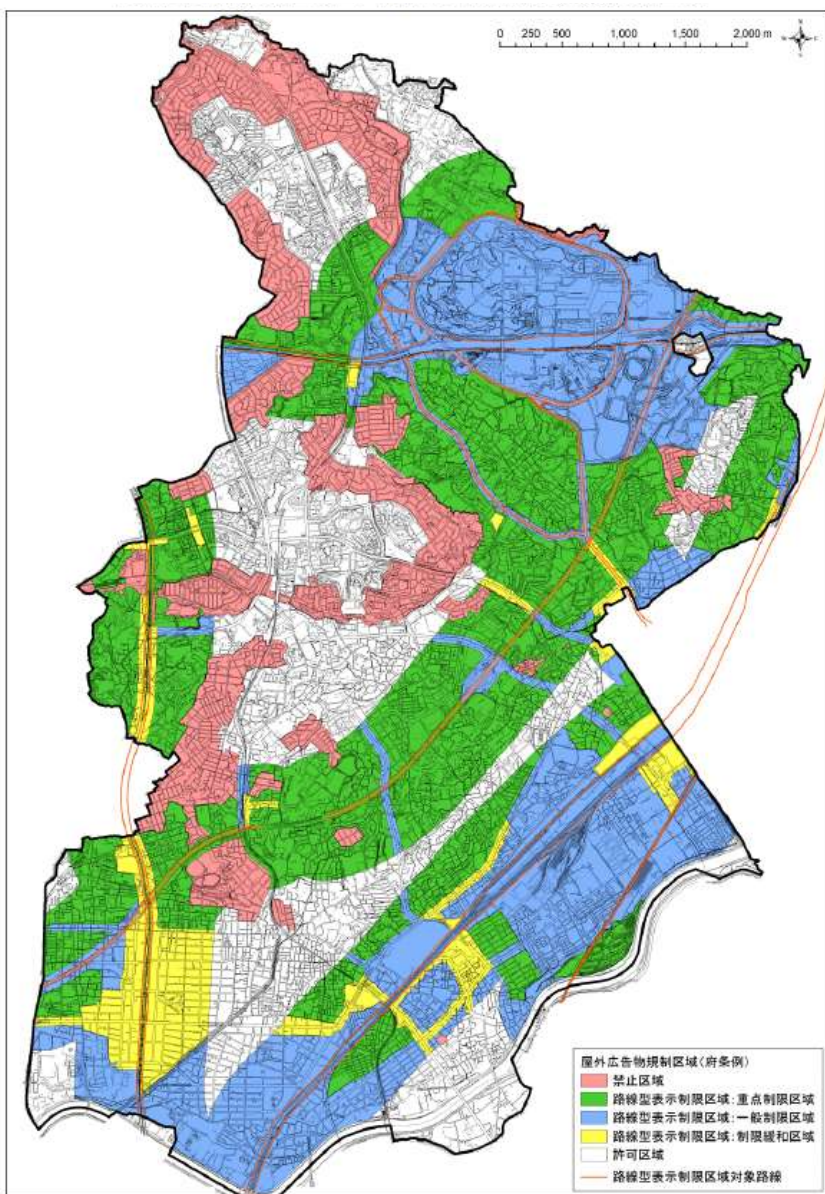 0 250 500 1,000 1,500 2,000 m
N
W E
S
屋外広告物規制区域(府条例)
禁止区域
路線型表示制限区域:重点制限区域
路線型表示制限区域:一般制限区域
路線型表示制限区域:制限緩和区域
許可区域
路線型表示制限区域対象路線